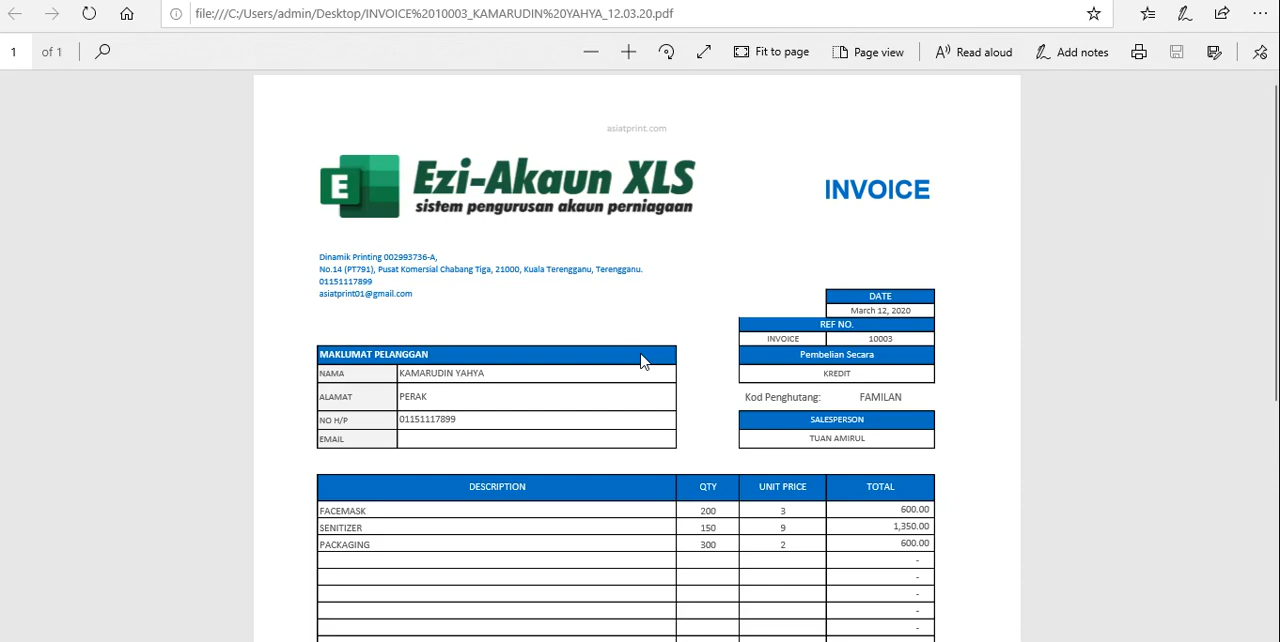 file:///C:/Users/admin/Desktop/INVOICE%2010003_KAMARUDIN%20YAHYA_12.03.20.pdf
1 of 1 Fit to page Page view Read aloud Add notes
asiatprint.com
E Ezi-Akaun XLS
sistem pengurusan akaun perniagaan
INVOICE
Dinamik Printing 002993736-A,
No.14 (PT791), Pusat Komersial Chabang Tiga, 21000, Kuala Terengganu, Terengganu.
01151117899
asiatprint01@gmail.com
DATE
March 12, 2020
REF NO.
INVOICE 10003
Pembelian Secara
KREDIT
Kod Penghutang: FAMILAN
SALESPERSON
TUAN AMIRUL
MAKLUMAT PELANGGAN
NAMA KAMARUDIN YAHYA
ALAMAT PERAK
NO H/P 01151117899
EMAIL
DESCRIPTION QTY UNIT PRICE TOTAL
FACEMASK 200 3 600.00
SENITIZER 150 9 1,350.00
PACKAGING 300 2 600.00
-
-
-
-
-